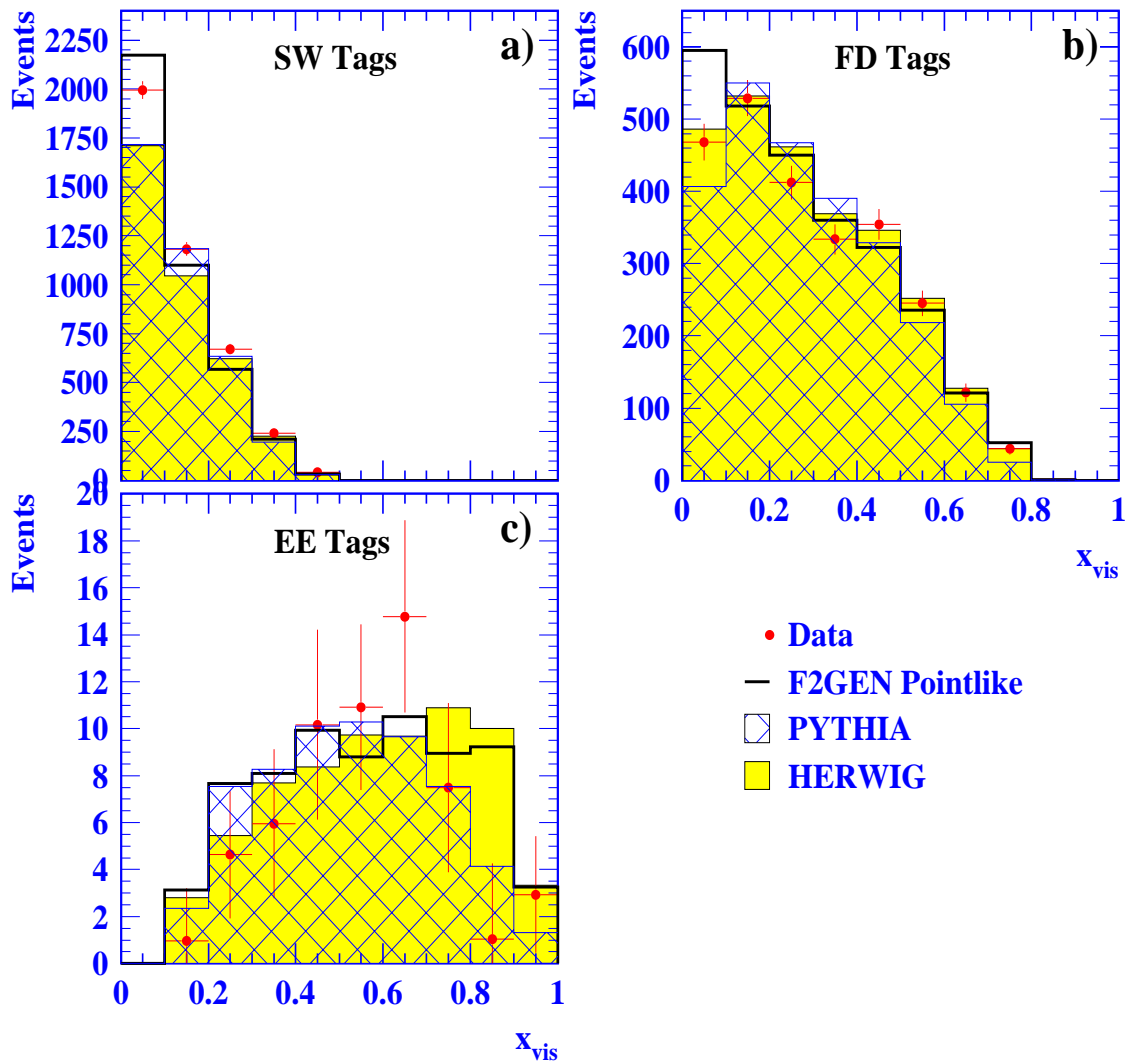 Events
2250
2000
1750
1500
1250
1000
750
500
250
0
SW Tags
a)
Events
600
500
400
300
200
100
0
FD Tags
b)
0 0.2 0.4 0.6 0.8 1
x_vis
Events
20
18
16
14
12
10
8
6
4
2
0
EE Tags
c)
0 0.2 0.4 0.6 0.8 1
x_vis
Data
F2GEN Pointlike
PYTHIA
HERWIG